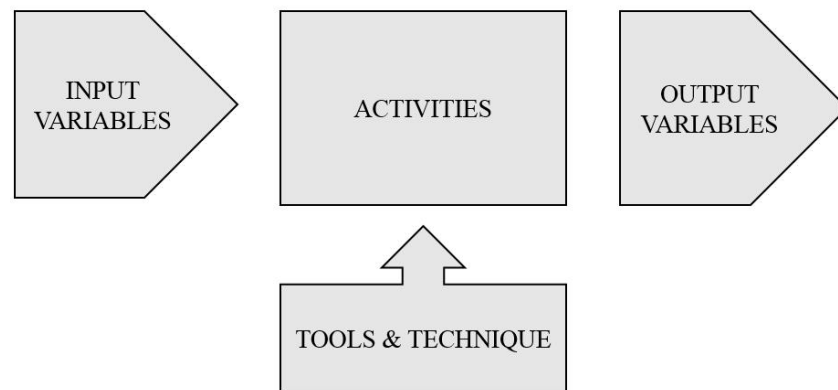 INPUT
VARIABLES
ACTIVITIES
OUTPUT
VARIABLES
TOOLS & TECHNIQUE